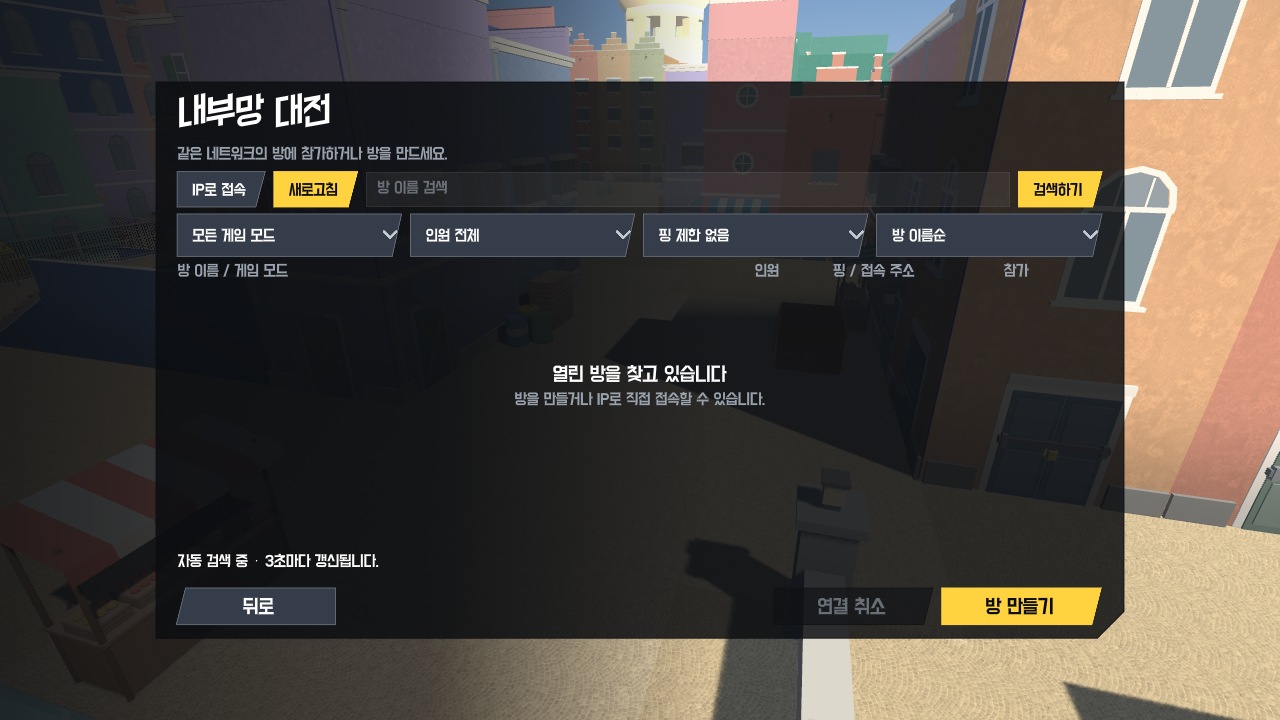 내부망 대전
같은 네트워크의 방에 참가하거나 방을 만드세요.
IP로 접속 새로고침 방 이름 검색 검색하기
모든 게임 모드 인원 전체 핑 제한 없음 방 이름순
방 이름 / 게임 모드 인원 핑 / 접속 주소 참가
열린 방을 찾고 있습니다
방을 만들거나 IP로 직접 접속할 수 있습니다.
자동 검색 중 · 3초마다 갱신됩니다.
뒤로 연결 취소 방 만들기